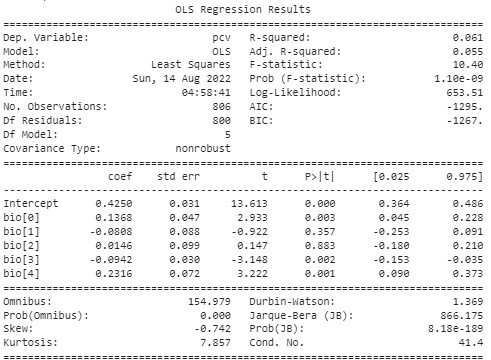 OLS Regression Results
==============================================================================
Dep. Variable: pcv R-squared: 0.061
Model: OLS Adj. R-squared: 0.055
Method: Least Squares F-statistic: 10.40
Date: Sun, 14 Aug 2022 Prob (F-statistic): 1.10e-09
Time: 04:58:41 Log-Likelihood: 653.51
No. Observations: 806 AIC: -1295.
Df Residuals: 800 BIC: -1267.
Df Model: 5
Covariance Type: nonrobust
==============================================================================
coef std err t P>|t| [0.025 0.975]
------------------------------------------------------------------------------
Intercept 0.4250 0.031 13.613 0.000 0.364 0.486
bio[0] 0.1368 0.047 2.933 0.003 0.045 0.228
bio[1] -0.0808 0.088 -0.922 0.357 -0.253 0.091
bio[2] 0.0146 0.099 0.147 0.883 -0.180 0.210
bio[3] -0.0942 0.030 -3.148 0.002 -0.153 -0.035
bio[4] 0.2316 0.072 3.222 0.001 0.090 0.373
==============================================================================
Omnibus: 154.979 Durbin-Watson: 1.369
Prob(Omnibus): 0.000 Jarque-Bera (JB): 866.175
Skew: -0.742 Prob(JB): 8.18e-189
Kurtosis: 7.857 Cond. No. 41.4
==============================================================================